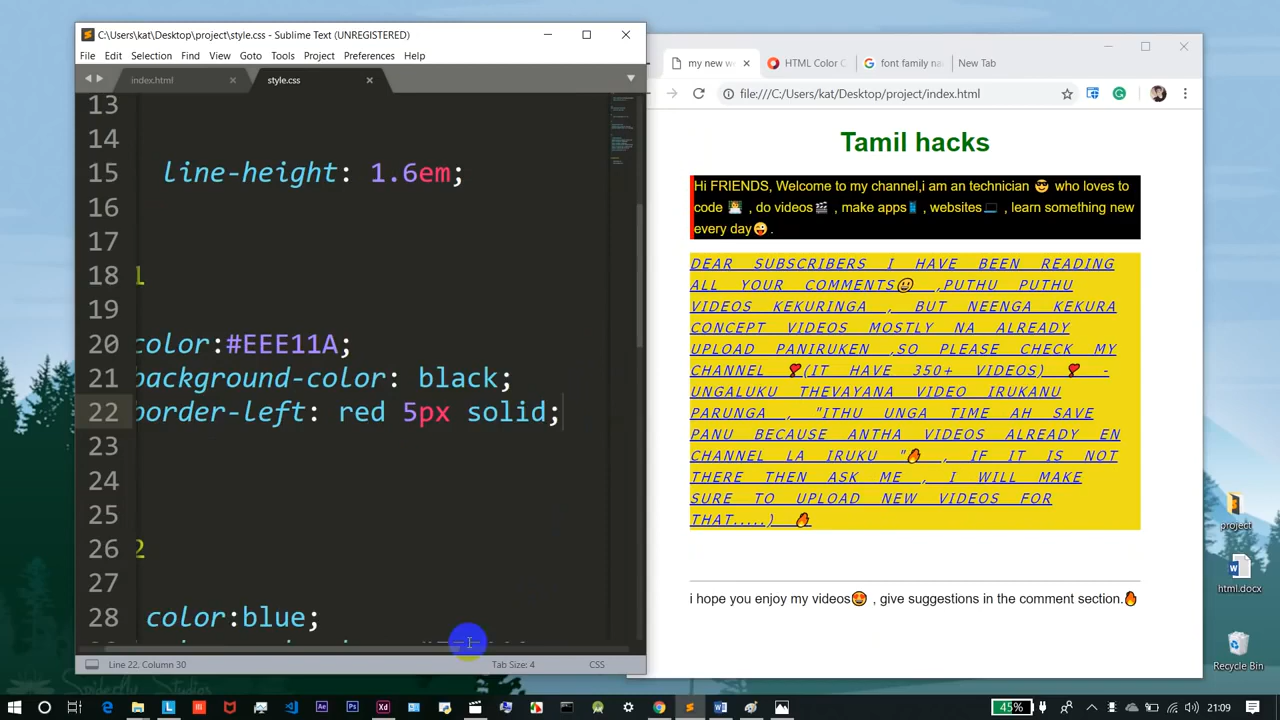 C:\Users\kat\Desktop\project\style.css - Sublime Text (UNREGISTERED)
File Edit Selection Find View Goto Tools Project Preferences Help
index.html
style.css
13
14
15 line-height: 1.6em;
16
17
18 1
19
20 color:#EEE11A;
21 background-color: black;
22 border-left: red 5px solid;
23
24
25
26 2
27
28 color:blue;
Line 22, Column 30
Tab Size: 4
CSS
my new we
HTML Color C
font family na
New Tab
file:///C:/Users/kat/Desktop/project/index.html
Tamil hacks
Hi FRIENDS, Welcome to my channel,i am an technician 😎 who loves to
code 👨‍💻 , do videos🎬 , make apps📱 , websites💻 , learn something new
every day😜 .
DEAR SUBSCRIBERS I HAVE BEEN READING
ALL YOUR COMMENTS😃 ,PUTHU PUTHU
VIDEOS KEKURINGA , BUT NEENGA KEKURA
CONCEPT VIDEOS MOSTLY NA ALREADY
UPLOAD PANIRUKEN ,SO PLEASE CHECK MY
CHANNEL ❣(IT HAVE 350+ VIDEOS) ❣ -
UNGALUKU THEVAYANA VIDEO IRUKANU
PARUNGA , "ITHU UNGA TIME AH SAVE
PANU BECAUSE ANTHA VIDEOS ALREADY EN
CHANNEL LA IRUKU "🔥 , IF IT IS NOT
THERE THEN ASK ME , I WILL MAKE
SURE TO UPLOAD NEW VIDEOS FOR
THAT.....) 🔥
i hope you enjoy my videos🤩 , give suggestions in the comment section.🔥
project
html.docx
Recycle Bin
Spiderfly Studios
45%
21:09